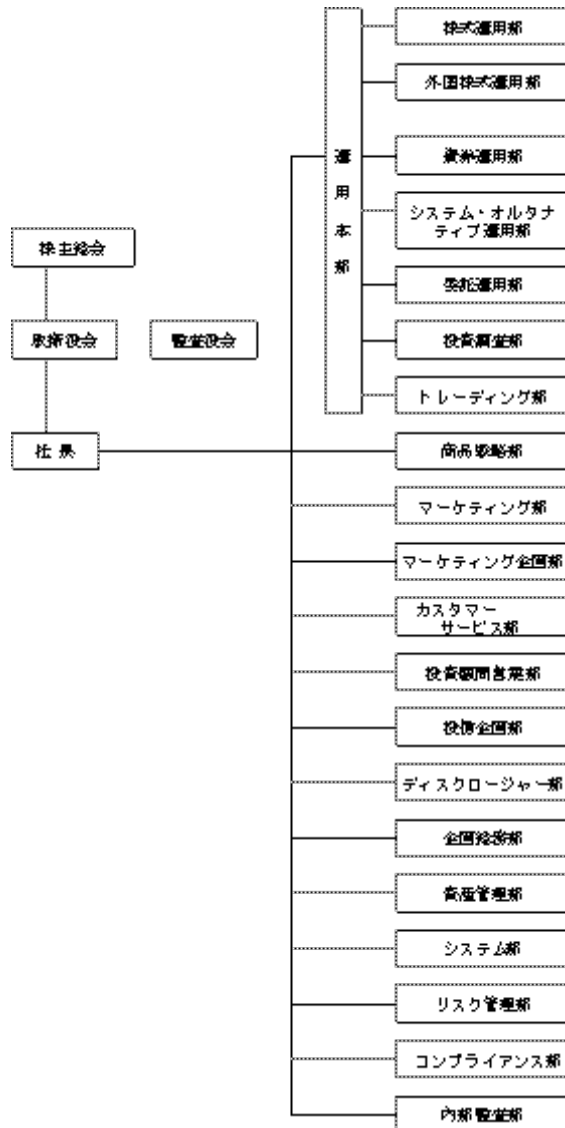 株式運用部
外国株式運用部
運用本部
債券運用部
システム・オルタナ
ティブ運用部
株主総会
委託運用部
取締役会
監査役会
投資調査部
トレーディング部
社長
商品戦略部
マーケティング部
マーケティング企画部
カスタマー
サービス部
投資顧問営業部
投信企画部
ディスクロージャー部
企画総務部
資産管理部
システム部
リスク管理部
コンプライアンス部
内部監査部